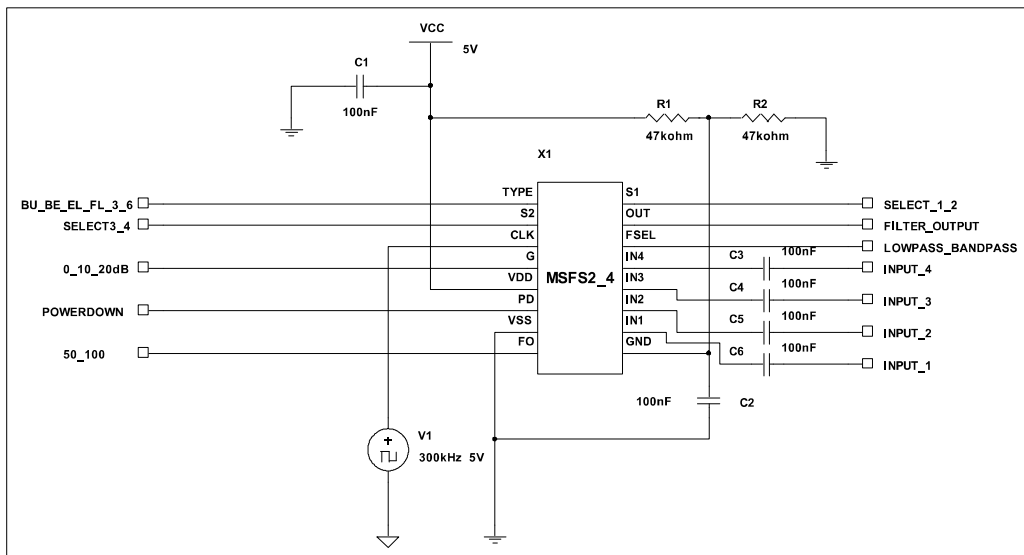 VCC
5V
C1
100nF
R1
47kohm
R2
47kohm
X1
MSFS2_4
TYPE
S2
CLK
G
VDD
PD
VSS
FO
S1
OUT
FSEL
IN4
IN3
IN2
IN1
GND
BU_BE_EL_FL_3_6
SELECT3_4
0_10_20dB
POWERDOWN
50_100
SELECT_1_2
FILTER_OUTPUT
LOWPASS_BANDPASS
C3
100nF
INPUT_4
C4
100nF
INPUT_3
C5
100nF
INPUT_2
C6
100nF
INPUT_1
100nF
C2
V1
300kHz 5V